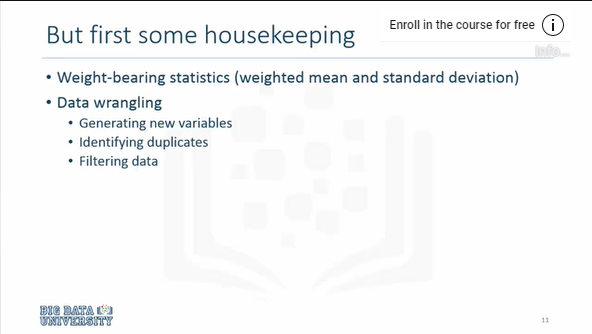 But first some housekeeping
Enroll in the course for free
Info...
• Weight-bearing statistics (weighted mean and standard deviation)
• Data wrangling
• Generating new variables
• Identifying duplicates
• Filtering data
BIG DATA
UNIVERSITY
11